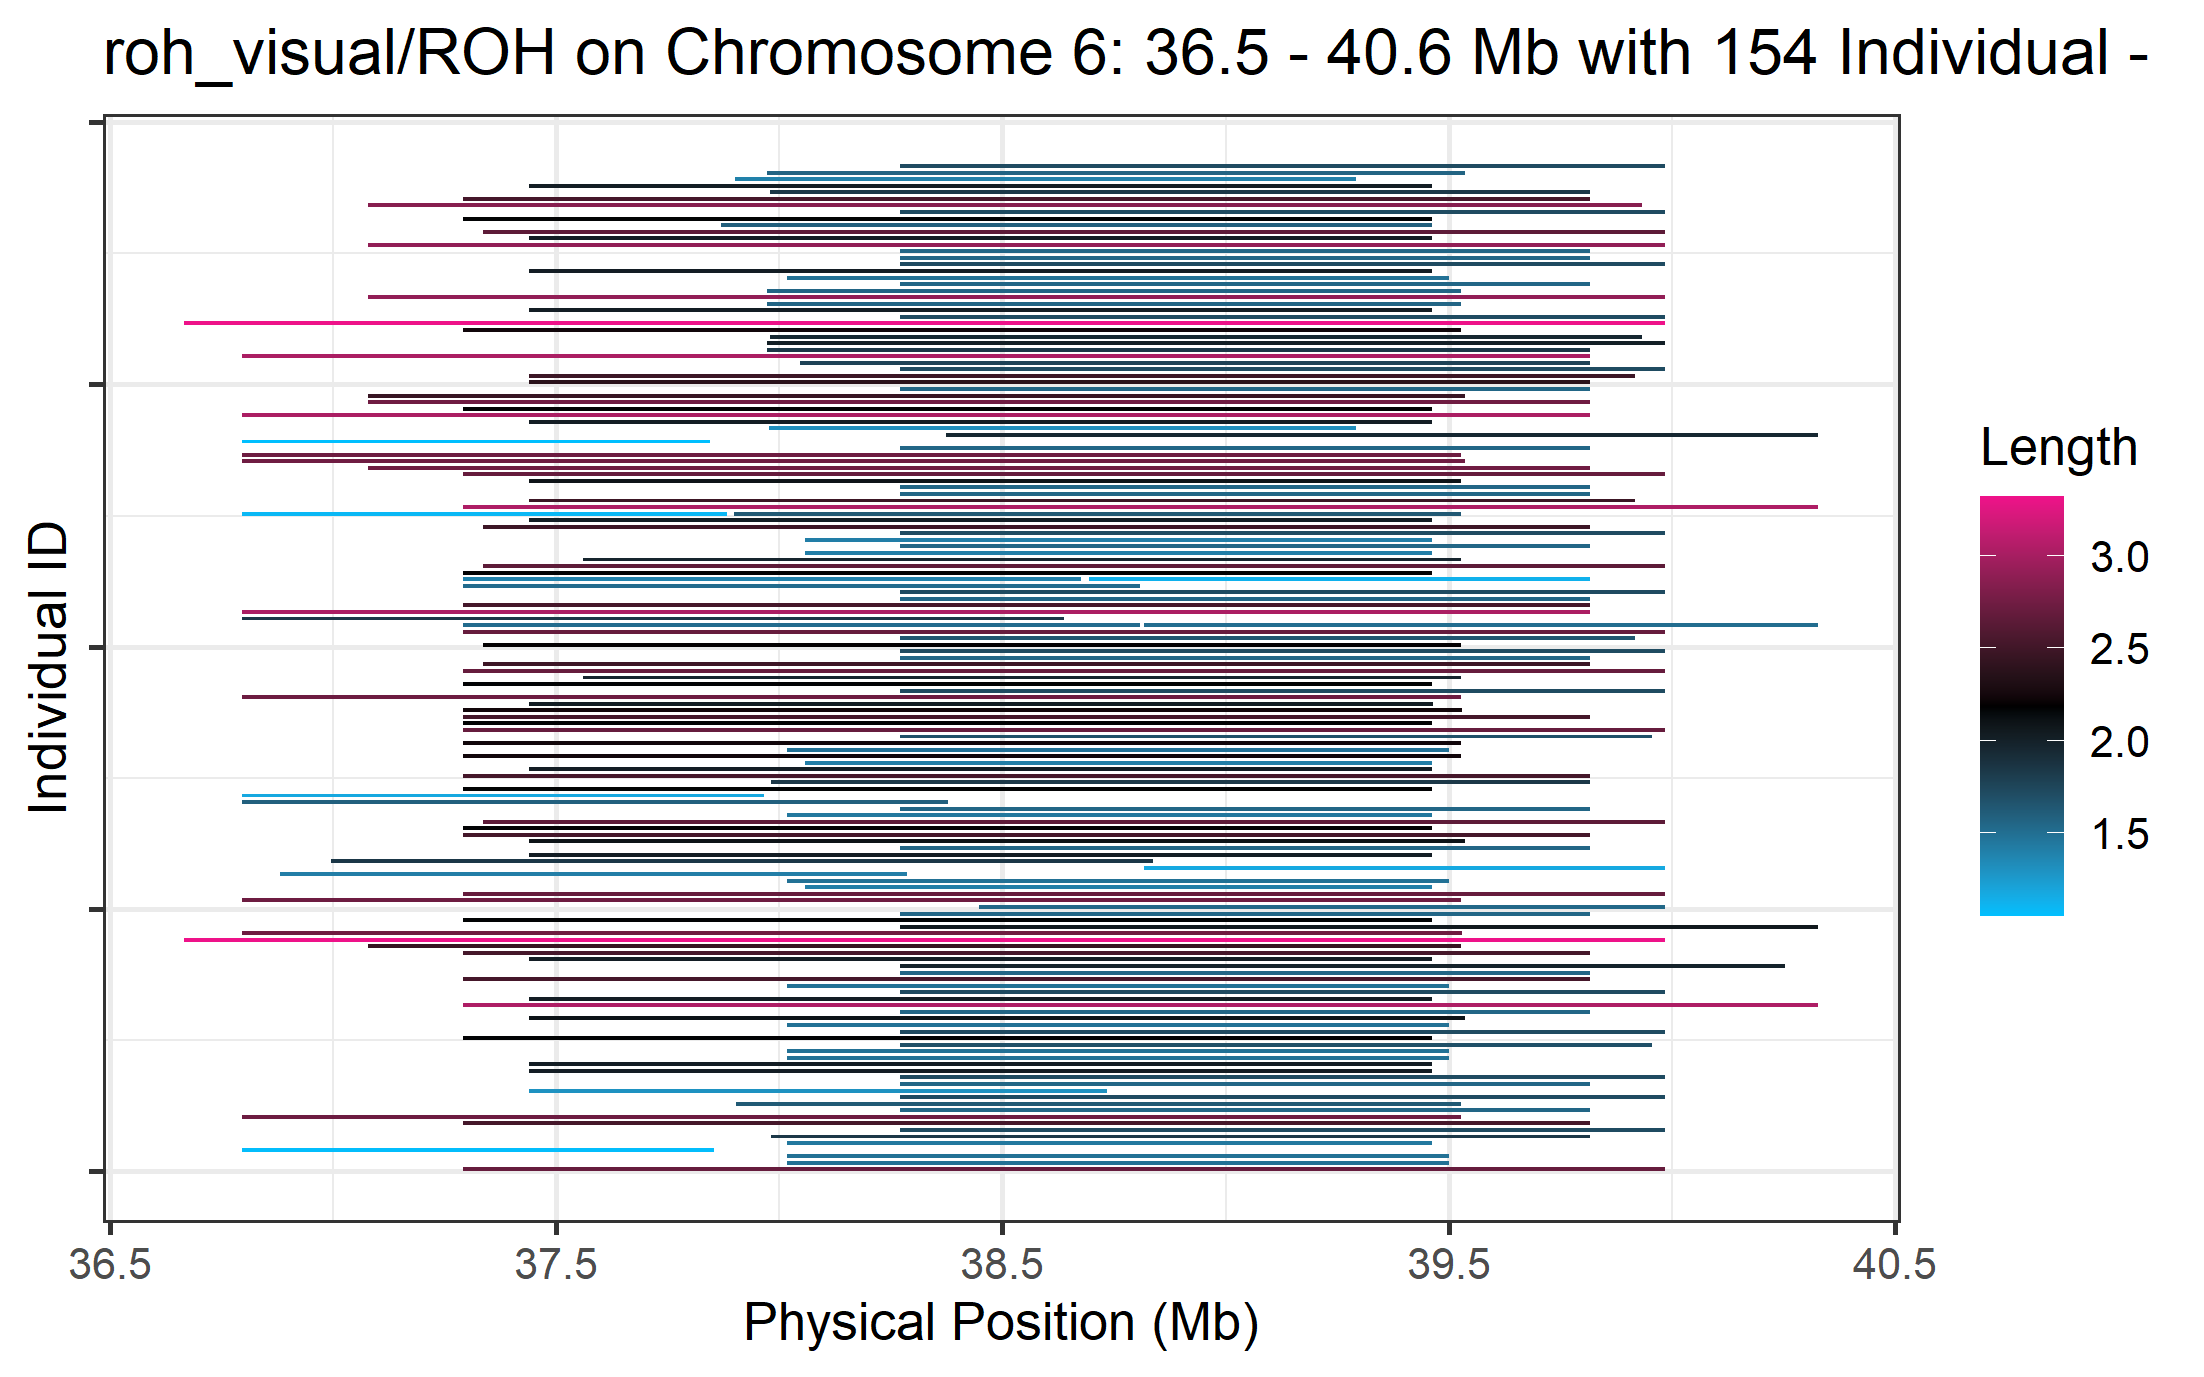 roh_visual/ROH on Chromosome 6: 36.5 - 40.6 Mb with 154 Individual -
Individual ID
Length
3.0
2.5
2.0
1.5
36.5 37.5 38.5 39.5 40.5
Physical Position (Mb)